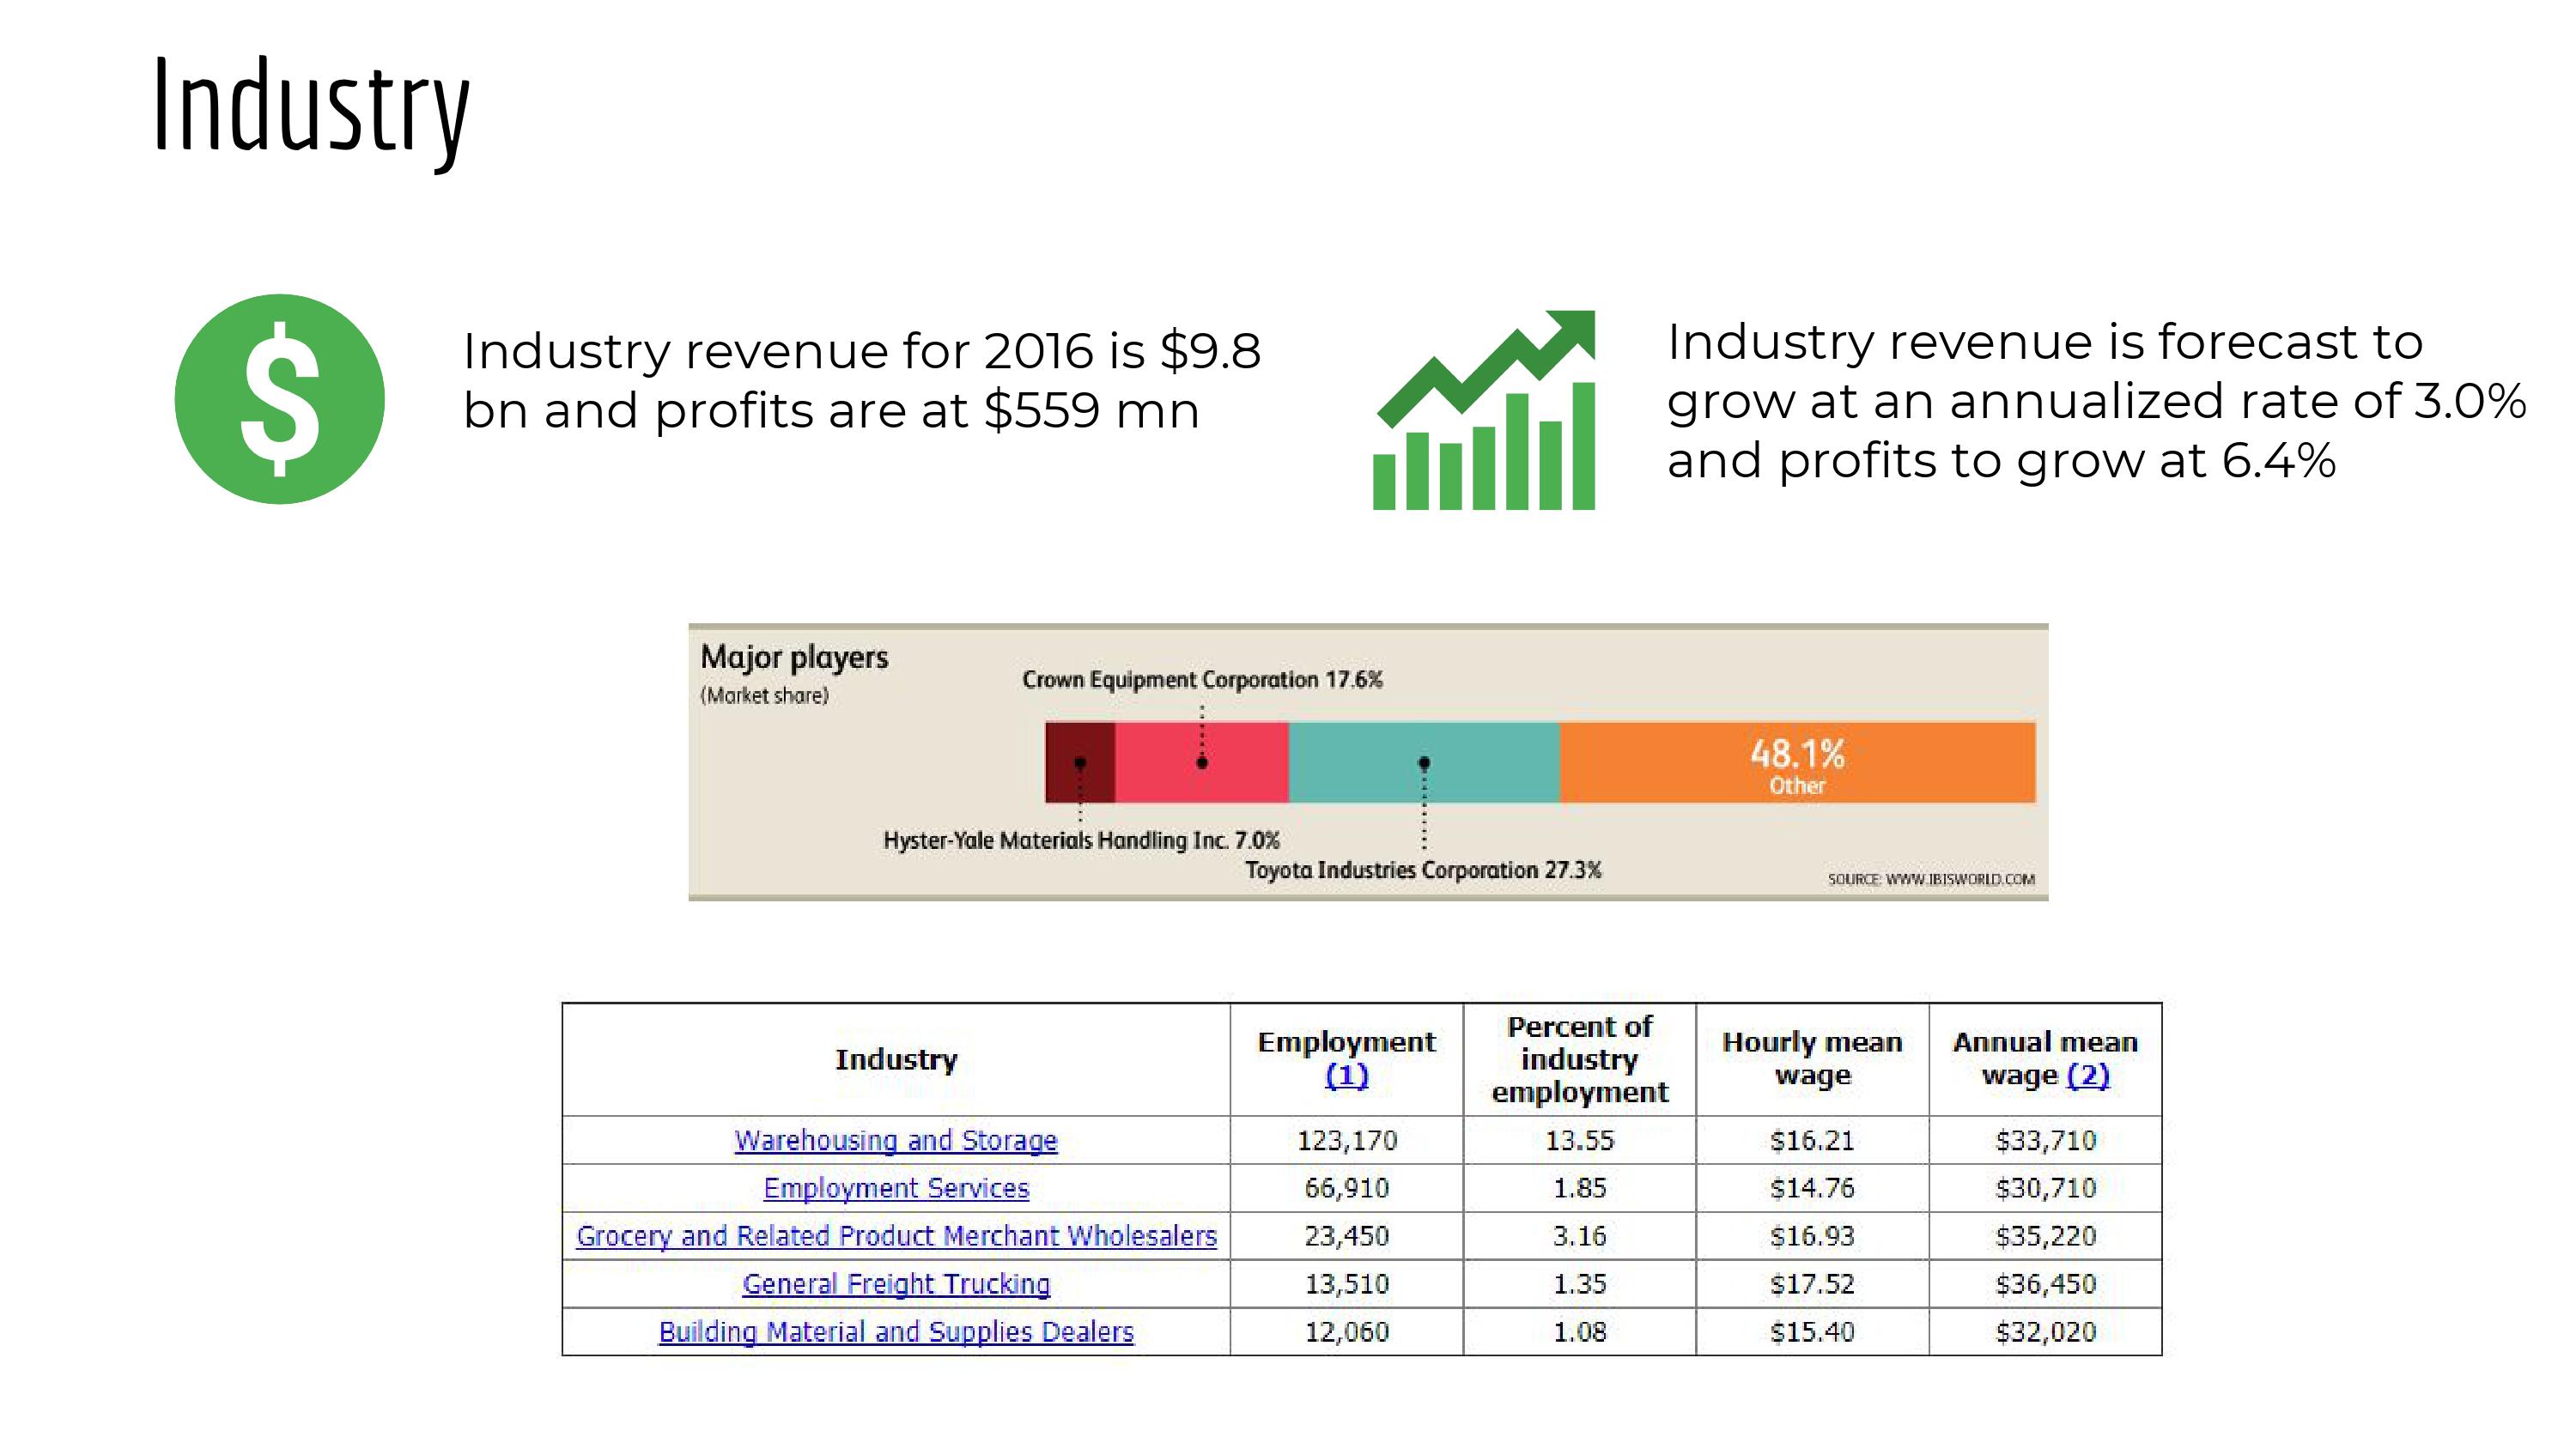 Industry
$
Industry revenue for 2016 is $9.8
bn and profits are at $559 mn
Industry revenue is forecast to
grow at an annualized rate of 3.0%
and profits to grow at 6.4%
Major players
(Market share)
Crown Equipment Corporation 17.6%
48.1%
Other
Hyster-Yale Materials Handling Inc. 7.0%
Toyota Industries Corporation 27.3%
SOURCE: WWW.IBISWORLD.COM
Industry Employment (1) Percent of industry employment Hourly mean wage Annual mean wage (2)
Warehousing and Storage 123,170 13.55 $16.21 $33,710
Employment Services 66,910 1.85 $14.76 $30,710
Grocery and Related Product Merchant Wholesalers 23,450 3.16 $16.93 $35,220
General Freight Trucking 13,510 1.35 $17.52 $36,450
Building Material and Supplies Dealers 12,060 1.08 $15.40 $32,020